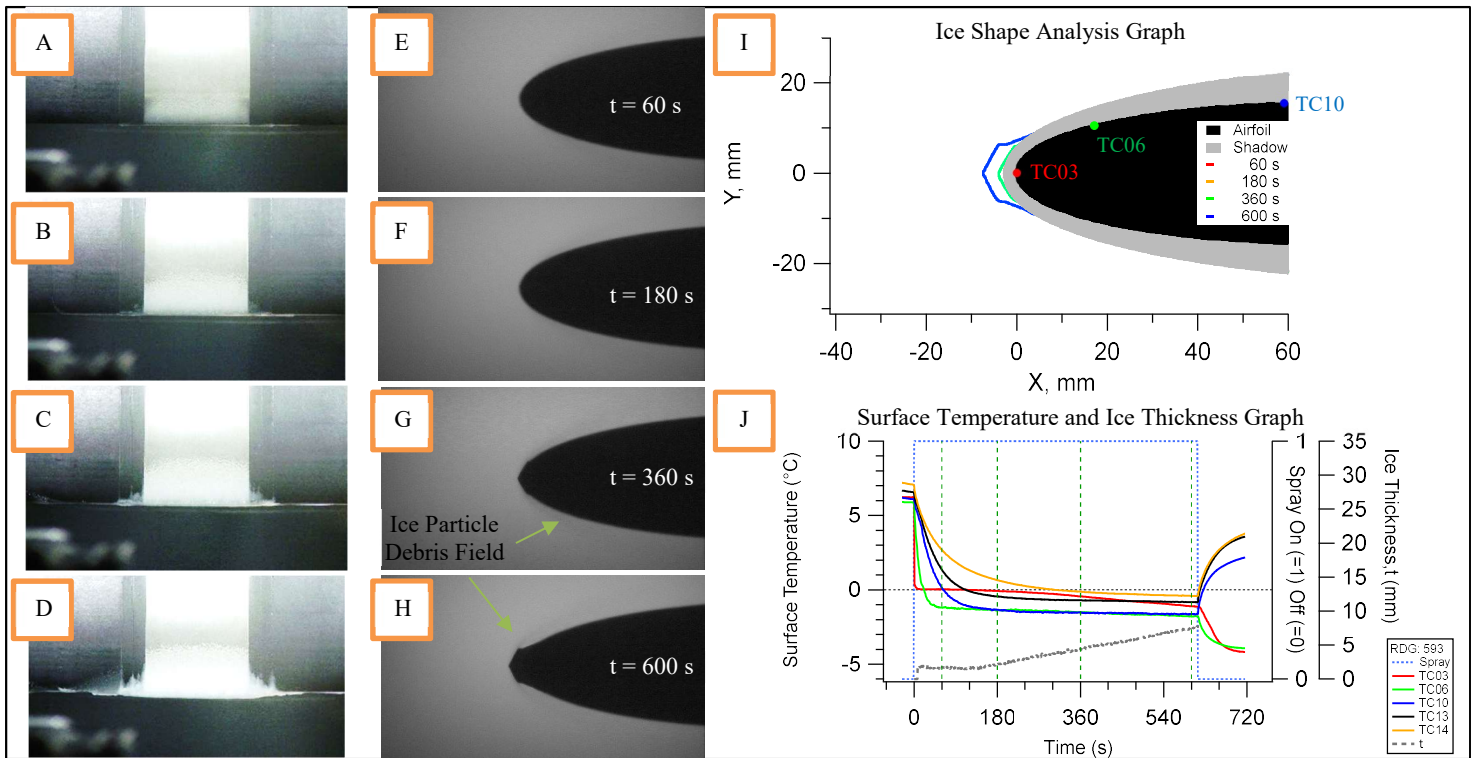 A
B
C
D
E
t = 60 s
F
t = 180 s
G
t = 360 s
Ice Particle
Debris Field
H
t = 600 s
I
Ice Shape Analysis Graph
Y, mm
20
0
-20
TC10
TC06
TC03
Airfoil
Shadow
60 s
180 s
360 s
600 s
-40
-20
0
20
40
60
X, mm
J
Surface Temperature and Ice Thickness Graph
Surface Temperature (°C)
10
5
0
-5
1
0
Spray On (=1) Off (=0)
35
30
25
20
15
10
5
0
Ice Thickness,t (mm)
0
180
360
540
720
Time (s)
RDG: 593
Spray
TC03
TC06
TC10
TC13
TC14
t